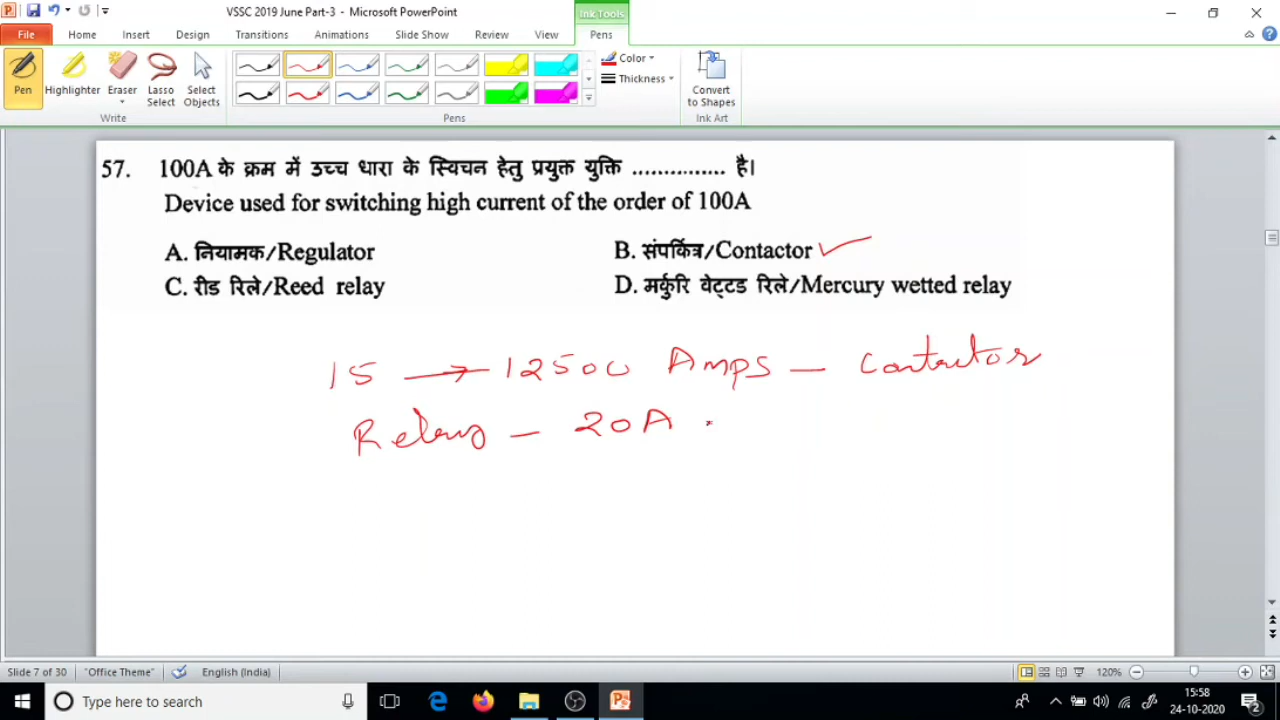 VSSC 2019 June Part-3 - Microsoft PowerPoint
Ink Tools
File Home Insert Design Transitions Animations Slide Show Review View Pens
Pen Highlighter Eraser Lasso Select Select Objects
Color
Thickness
Convert to Shapes
Write Pens Ink Art
57. 100A के क्रम में उच्च धारा के स्विचन हेतु प्रयुक्त युक्ति ............... है।
Device used for switching high current of the order of 100A
A. नियामक/Regulator B. संपर्कित्र/Contactor
C. रीड रिले/Reed relay D. मर्कुरि वेट्टड रिले/Mercury wetted relay
15 → 12500 Amps – Contactor
Relay – 20A
Slide 7 of 30 "Office Theme" English (India) 120%
Type here to search
15:58
24-10-2020
2